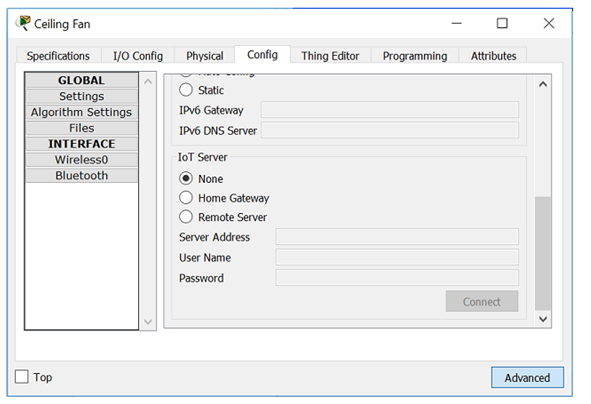 Ceiling Fan
Specifications I/O Config Physical Config Thing Editor Programming Attributes
GLOBAL
Settings
Algorithm Settings
Files
INTERFACE
Wireless0
Bluetooth
Static
IPv6 Gateway
IPv6 DNS Server
IoT Server
None
Home Gateway
Remote Server
Server Address
User Name
Password
Connect
Top
Advanced